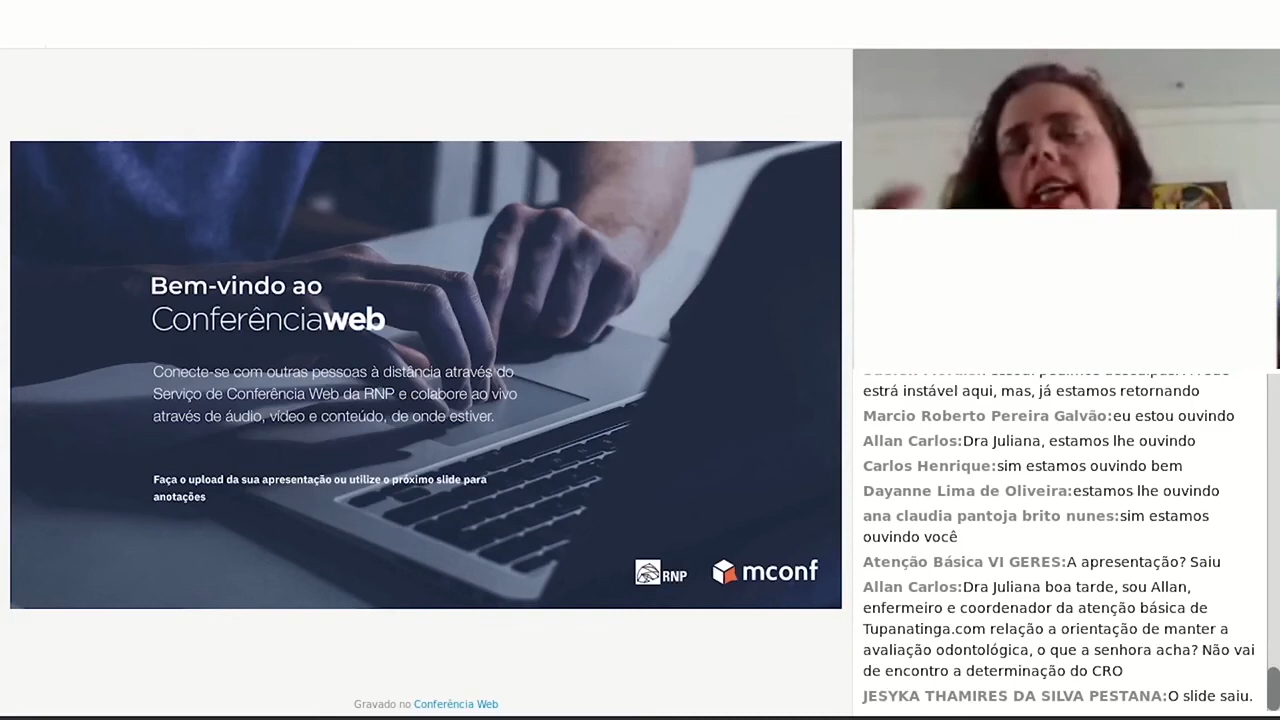 Bem-vindo ao
Conferênciaweb
Conecte-se com outras pessoas à distância através do
Serviço de Conferência Web da RNP e colabore ao vivo
através de áudio, vídeo e conteúdo, de onde estiver.
Faça o upload da sua apresentação ou utilize o próximo slide para
anotações
RNP
mconf
Gravado no Conferência Web
estrá instável aqui, mas, já estamos retornando
Marcio Roberto Pereira Galvão:eu estou ouvindo
Allan Carlos:Dra Juliana, estamos lhe ouvindo
Carlos Henrique:sim estamos ouvindo bem
Dayanne Lima de Oliveira:estamos lhe ouvindo
ana claudia pantoja brito nunes:sim estamos
ouvindo você
Atenção Básica VI GERES:A apresentação? Saiu
Allan Carlos:Dra Juliana boa tarde, sou Allan,
enfermeiro e coordenador da atenção básica de
Tupanatinga.com relação a orientação de manter a
avaliação odontológica, o que a senhora acha? Não vai
de encontro a determinação do CRO
JESYKA THAMIRES DA SILVA PESTANA:O slide saiu.